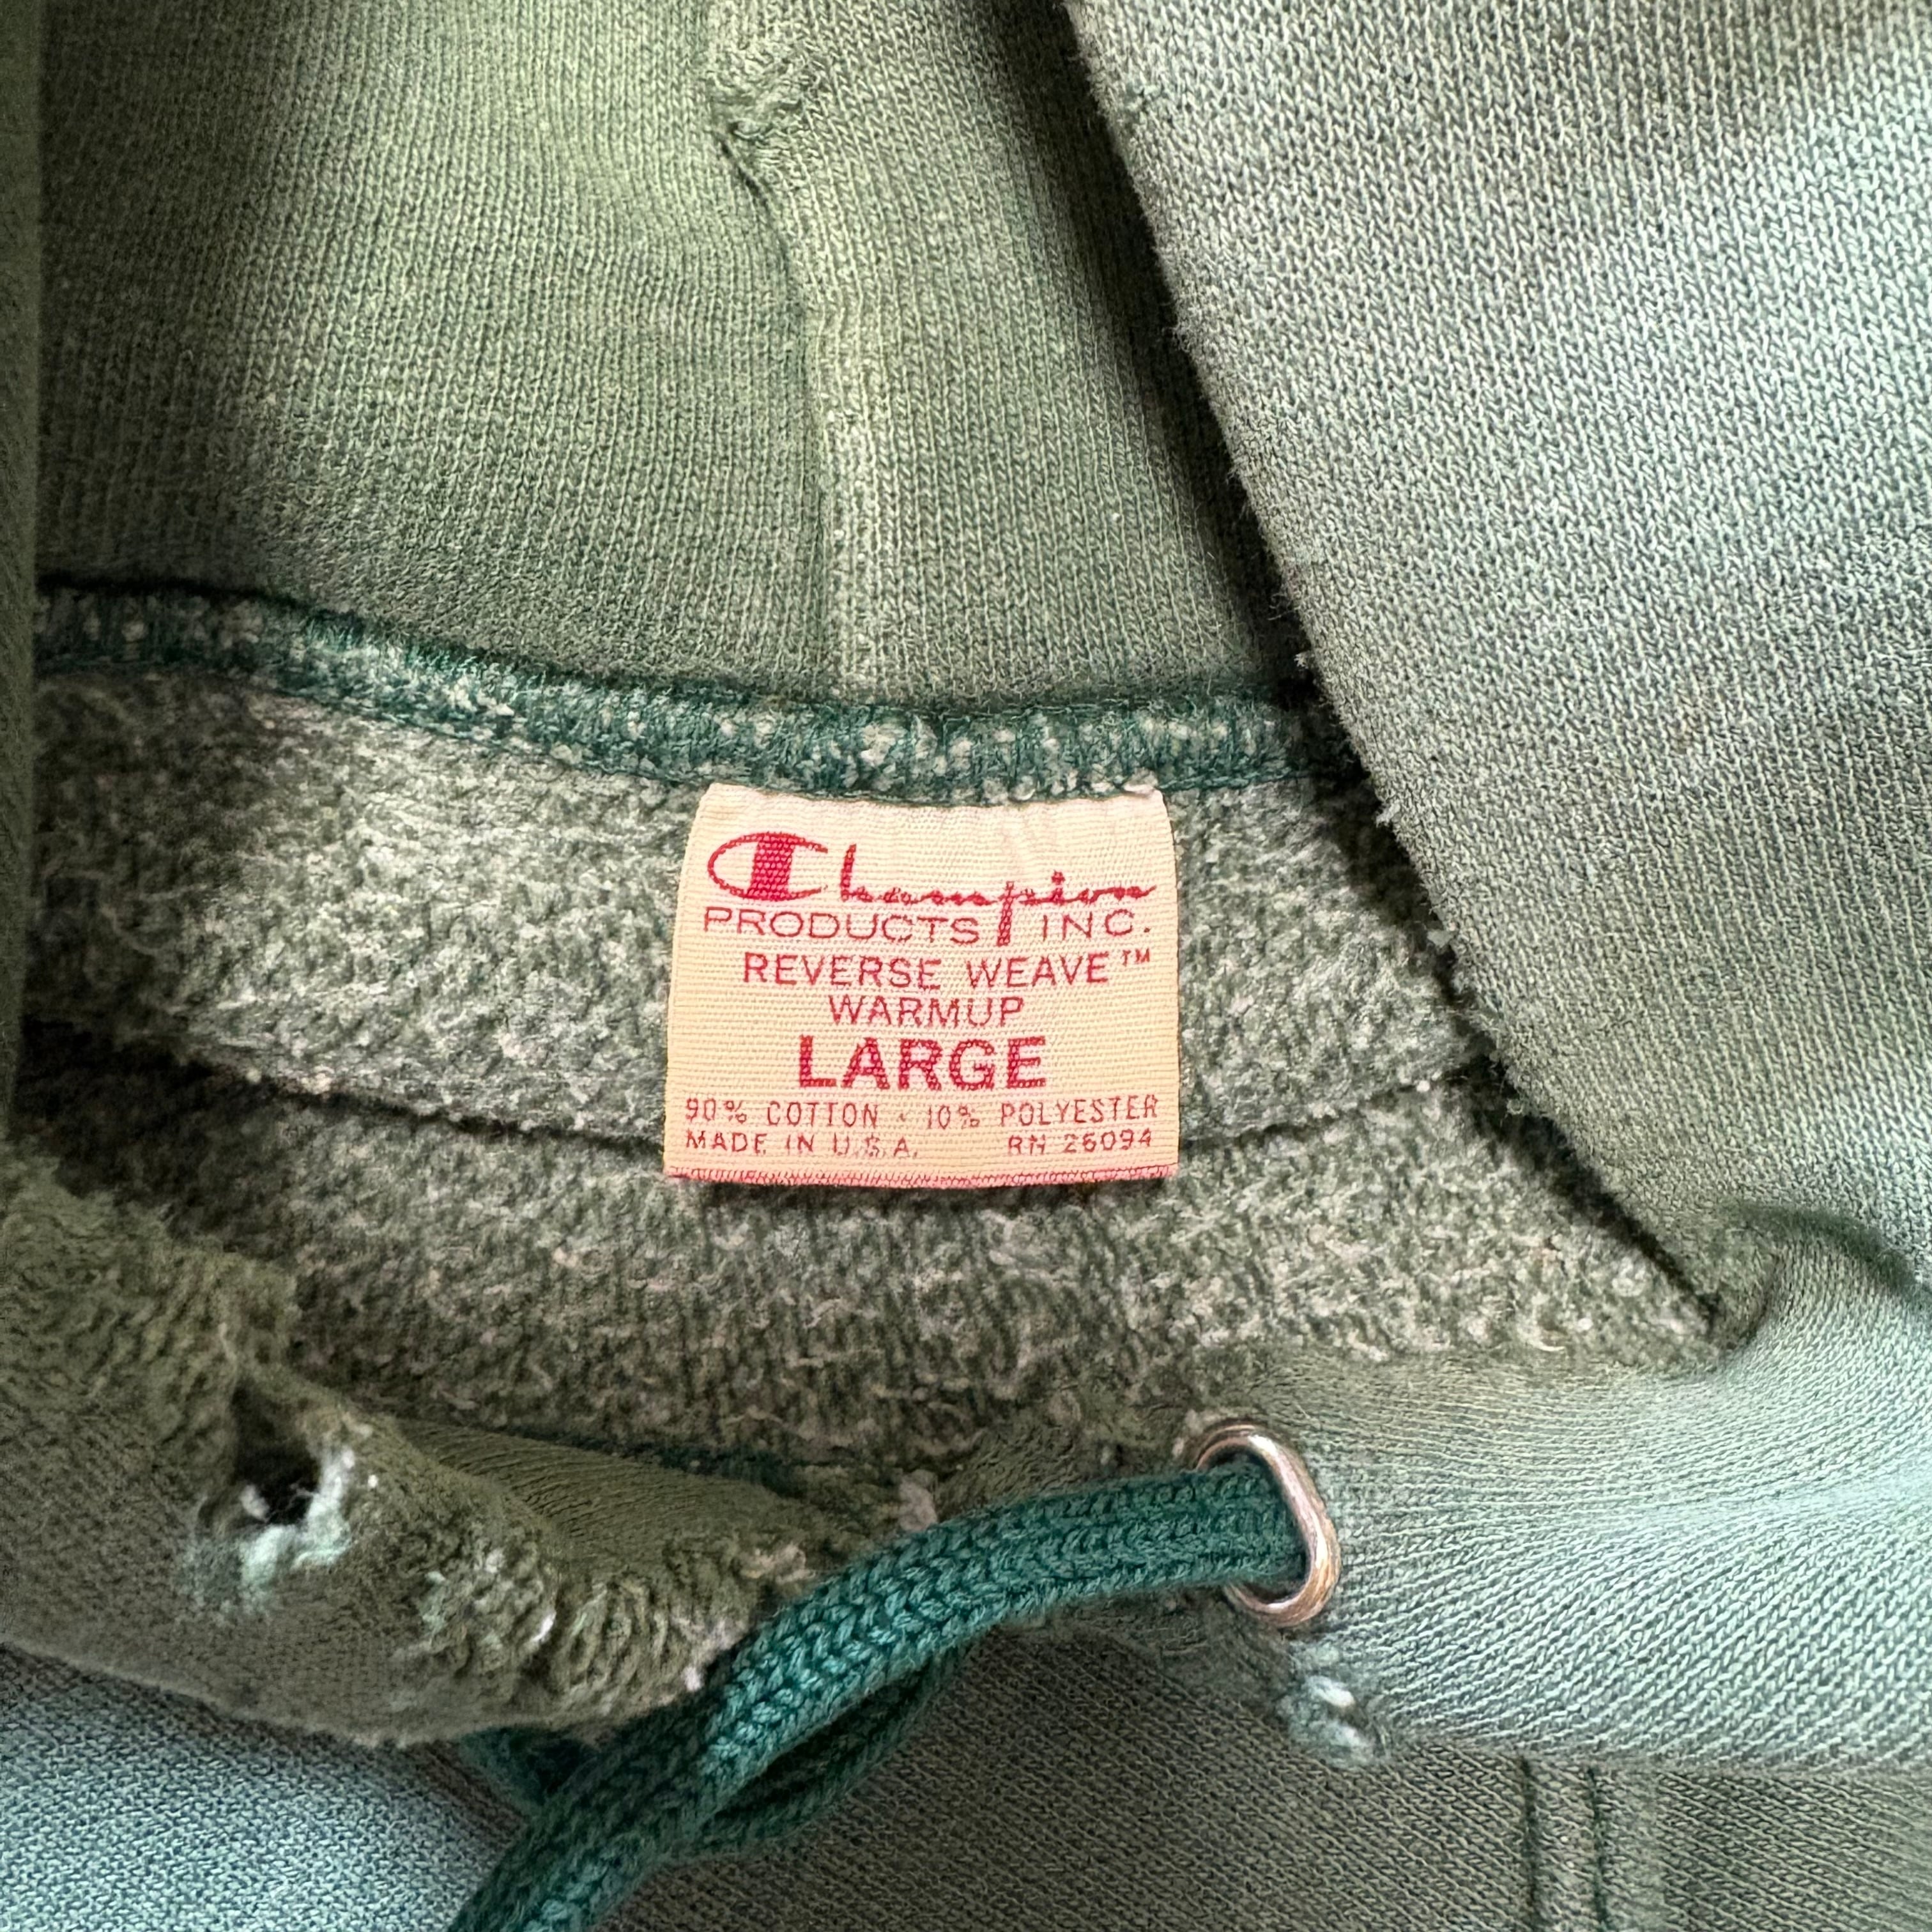 Champion
PRODUCTS INC.
REVERSE WEAVE™
WARMUP
LARGE
90% COTTON · 10% POLYESTER
MADE IN U.S.A. RN 26094